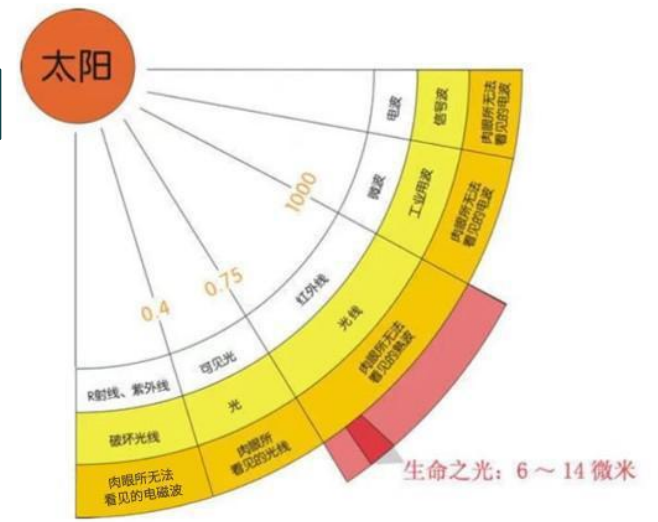 太阳
电波
信号波
肉眼所无法
看见的电波
微波
工业用波
肉眼所无法
看见的电波
1000
红外线
光线
肉眼所无法
看见的热波
0.75
可见光
光
肉眼所
看见的光线
0.4
R射线、紫外线
破坏光线
肉眼所无法
看见的电磁波
生命之光：6～14微米